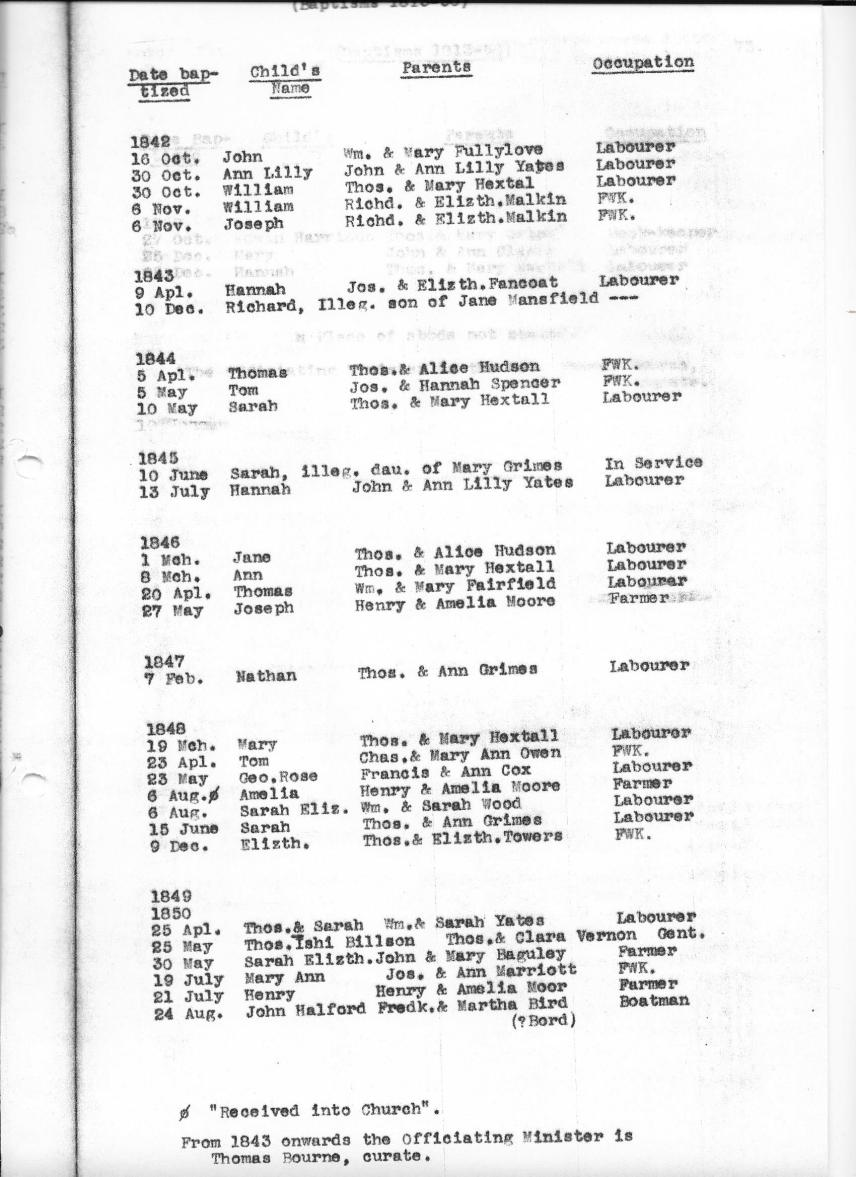 (Baptisms 1813-50)
Date bap- Child's Parents Occupation
tized Name
1842
16 Oct. John Wm. & Mary Fullylove Labourer
30 Oct. Ann Lilly John & Ann Lilly Yates Labourer
30 Oct. William Thos. & Mary Hextal Labourer
6 Nov. William Richd. & Elizth.Malkin FWK.
6 Nov. Joseph Richd. & Elizth.Malkin FWK.
1843
9 Apl. Hannah Jos. & Elizth.Fancoat Labourer
10 Dec. Richard, Illeg. son of Jane Mansfield ---
1844
5 Apl. Thomas Thos.& Alice Hudson FWK.
5 May Tom Jos. & Hannah Spencer FWK.
10 May Sarah Thos. & Mary Hextall Labourer
1845
10 June Sarah, illeg. dau. of Mary Grimes In Service
13 July Hannah John & Ann Lilly Yates Labourer
1846
1 Mch. Jane Thos. & Alice Hudson Labourer
8 Mch. Ann Thos. & Mary Hextall Labourer
20 Apl. Thomas Wm. & Mary Fairfield Labourer
27 May Joseph Henry & Amelia Moore Farmer
1847
7 Feb. Nathan Thos. & Ann Grimes Labourer
1848
19 Mch. Mary Thos. & Mary Hextall Labourer
23 Apl. Tom Chas.& Mary Ann Owen FWK.
23 May Geo.Rose Francis & Ann Cox Labourer
6 Aug.ø Amelia Henry & Amelia Moore Farmer
6 Aug. Sarah Eliz. Wm. & Sarah Wood Labourer
15 June Sarah Thos. & Ann Grimes Labourer
9 Dec. Elizth. Thos.& Elizth.Towers FWK.
1849
1850
25 Apl. Thos.& Sarah Wm.& Sarah Yates Labourer
25 May Thos.Ishi Billson Thos.& Clara Vernon Gent.
30 May Sarah Elizth.John & Mary Baguley Farmer
19 July Mary Ann Jos. & Ann Marriott FWK.
21 July Henry Henry & Amelia Moor Farmer
24 Aug. John Halford Fredk.& Martha Bird Boatman
(?Bord)
ø "Received into Church".
From 1843 onwards the Officiating Minister is
Thomas Bourne, curate.